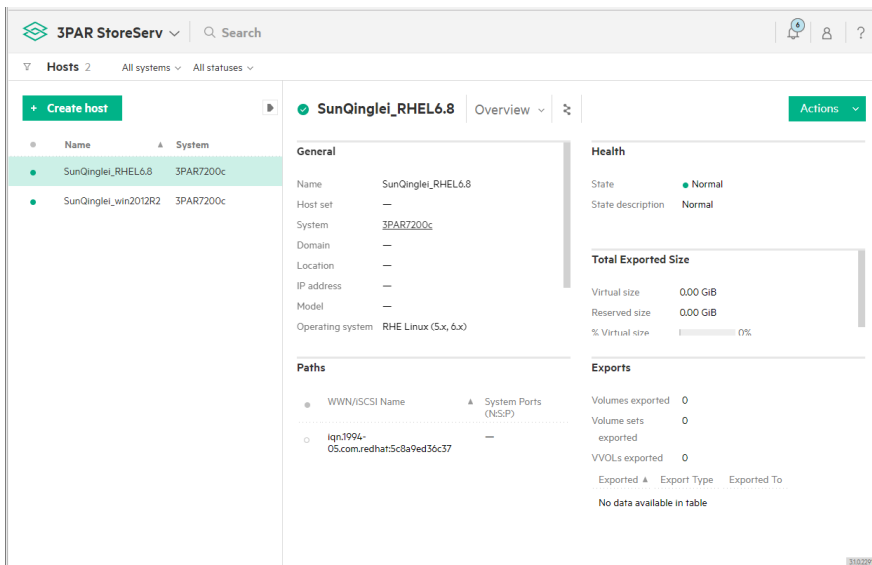 3PAR StoreServ
Search
6
?
Hosts 2 All systems All statuses
+ Create host
Name System
SunQinglei_RHEL6.8 3PAR7200c
SunQinglei_win2012R2 3PAR7200c
SunQinglei_RHEL6.8 Overview
Actions
General
Name SunQinglei_RHEL6.8
Host set —
System 3PAR7200c
Domain —
Location —
IP address —
Model —
Operating system RHE Linux (5.x, 6.x)
Health
State Normal
State description Normal
Total Exported Size
Virtual size 0.00 GiB
Reserved size 0.00 GiB
% Virtual size 0%
Paths
WWN/iSCSI Name System Ports
(N:S:P)
iqn.1994- —
05.com.redhat:5c8a9ed36c37
Exports
Volumes exported 0
Volume sets 0
exported
VVOLs exported 0
Exported Export Type Exported To
No data available in table